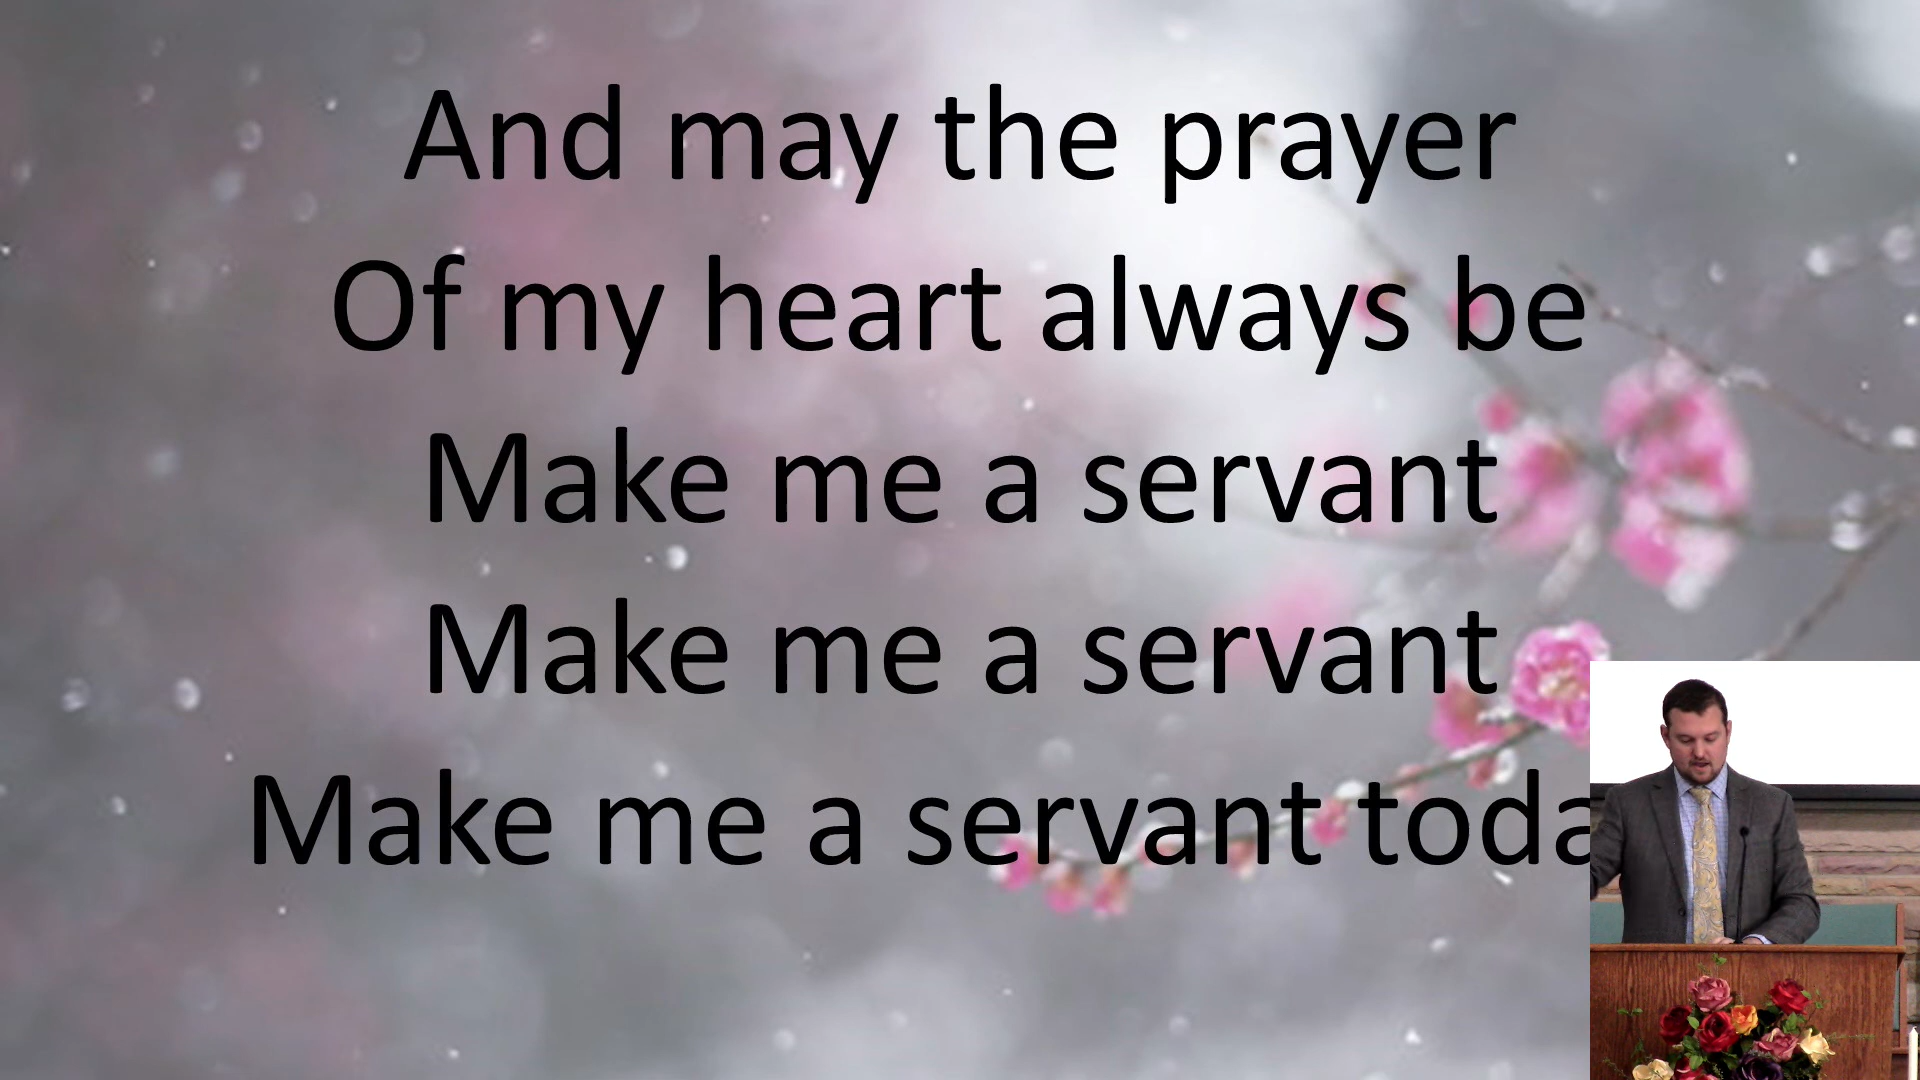 And may the prayer
Of my heart always be
Make me a servant
Make me a servant
Make me a servant toda